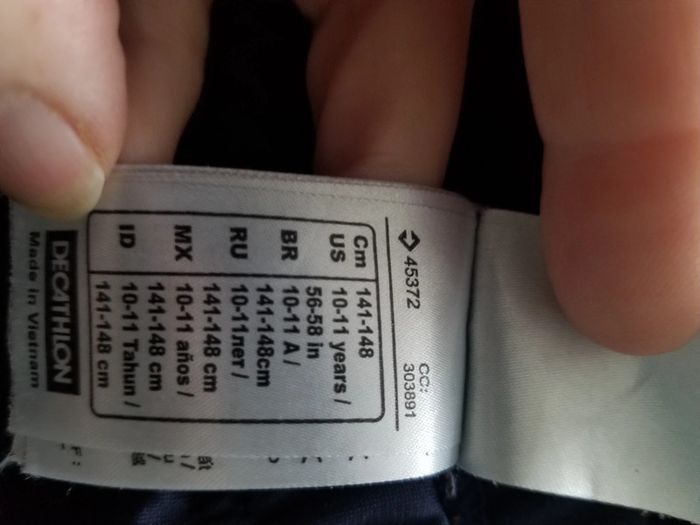 45372
CC:
303891
Cm 141-148
US 10-11 years /
56-58 in
BR 10-11 A /
141-148cm
RU 10-11лет /
141-148 cm
MX 10-11 años /
141-148 cm
ID 10-11 Tahun /
141-148 cm
DECATHLON
Made in Vietnam